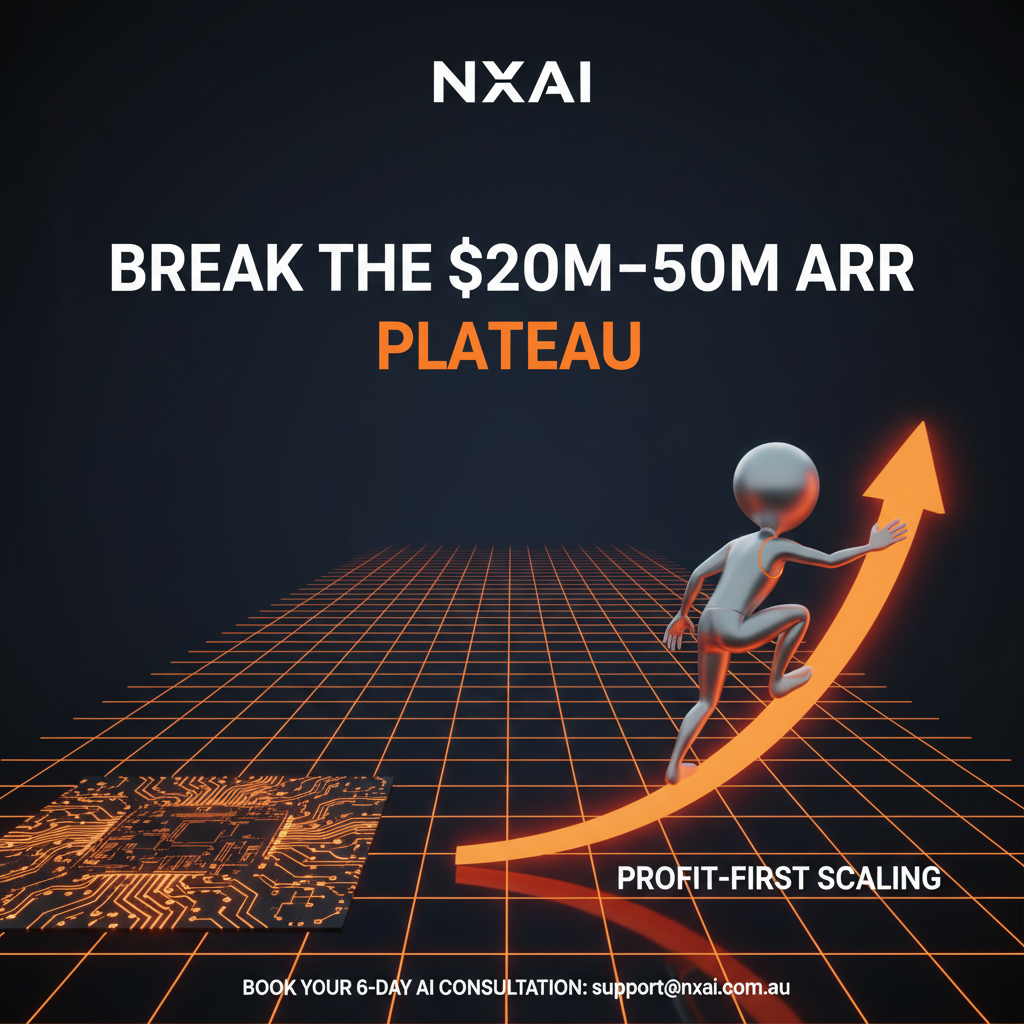 NXAI
BREAK THE $20M–50M ARR
PLATEAU
PROFIT-FIRST SCALING
BOOK YOUR 6-DAY AI CONSULTATION: support@nxai.com.au